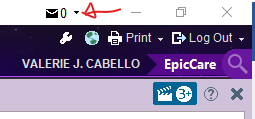 0
Print Log Out
VALERIE J. CABELLO EpicCare
3+ ?